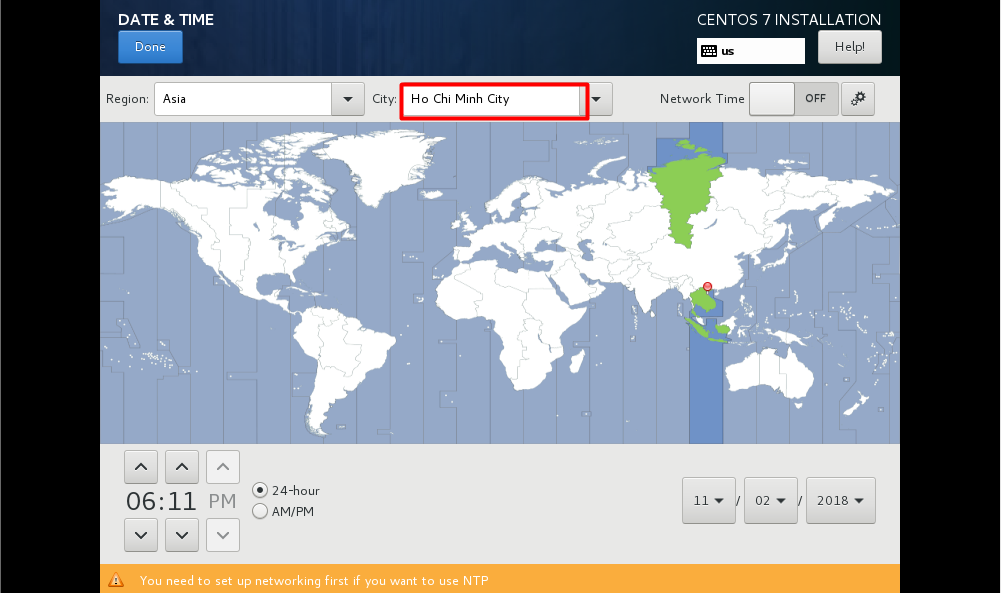 DATE & TIME
CENTOS 7 INSTALLATION
Done
us
Help!
Region:
Asia
City:
Ho Chi Minh City
Network Time
OFF
06:11 PM
24-hour
AM/PM
11 / 02 / 2018
You need to set up networking first if you want to use NTP